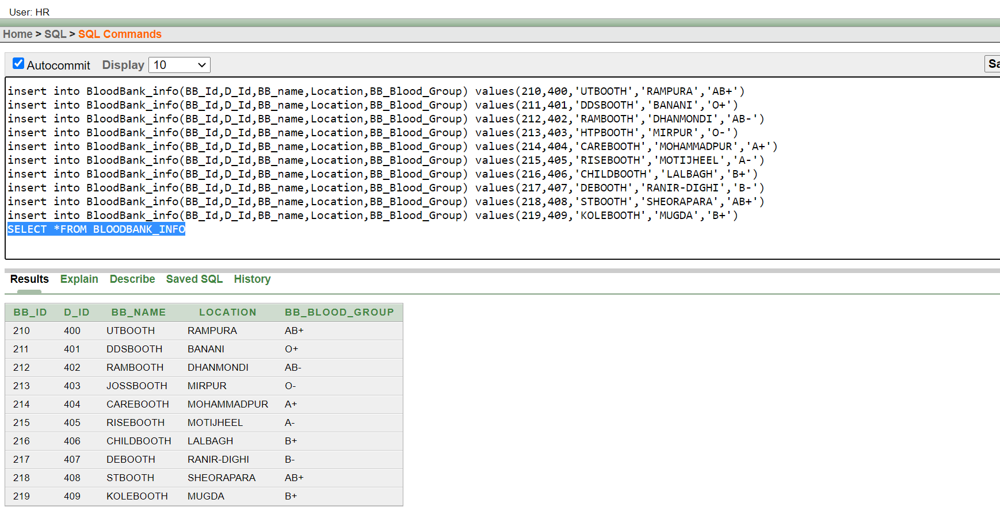 User: HR
Home > SQL > SQL Commands
Autocommit Display 10
insert into BloodBank_info(BB_Id,D_Id,BB_name,Location,BB_Blood_Group) values(210,400,'UTBOOTH','RAMPURA','AB+')
insert into BloodBank_info(BB_Id,D_Id,BB_name,Location,BB_Blood_Group) values(211,401,'DDSBOOTH','BANANI','O+')
insert into BloodBank_info(BB_Id,D_Id,BB_name,Location,BB_Blood_Group) values(212,402,'RAMBOOTH','DHANMONDI','AB-')
insert into BloodBank_info(BB_Id,D_Id,BB_name,Location,BB_Blood_Group) values(213,403,'HTPBOOTH','MIRPUR','O-')
insert into BloodBank_info(BB_Id,D_Id,BB_name,Location,BB_Blood_Group) values(214,404,'CAREBOOTH','MOHAMMADPUR','A+')
insert into BloodBank_info(BB_Id,D_Id,BB_name,Location,BB_Blood_Group) values(215,405,'RISEBOOTH','MOTIJHEEL','A-')
insert into BloodBank_info(BB_Id,D_Id,BB_name,Location,BB_Blood_Group) values(216,406,'CHILDBOOTH','LALBAGH','B+')
insert into BloodBank_info(BB_Id,D_Id,BB_name,Location,BB_Blood_Group) values(217,407,'DEBOOTH','RANIR-DIGHI','B-')
insert into BloodBank_info(BB_Id,D_Id,BB_name,Location,BB_Blood_Group) values(218,408,'STBOOTH','SHEORAPARA','AB+')
insert into BloodBank_info(BB_Id,D_Id,BB_name,Location,BB_Blood_Group) values(219,409,'KOLEBOOTH','MUGDA','B+')
SELECT *FROM BLOODBANK_INFO
Results Explain Describe Saved SQL History
BB_ID D_ID BB_NAME LOCATION BB_BLOOD_GROUP
210 400 UTBOOTH RAMPURA AB+
211 401 DDSBOOTH BANANI O+
212 402 RAMBOOTH DHANMONDI AB-
213 403 JOSSBOOTH MIRPUR O-
214 404 CAREBOOTH MOHAMMADPUR A+
215 405 RISEBOOTH MOTIJHEEL A-
216 406 CHILDBOOTH LALBAGH B+
217 407 DEBOOTH RANIR-DIGHI B-
218 408 STBOOTH SHEORAPARA AB+
219 409 KOLEBOOTH MUGDA B+